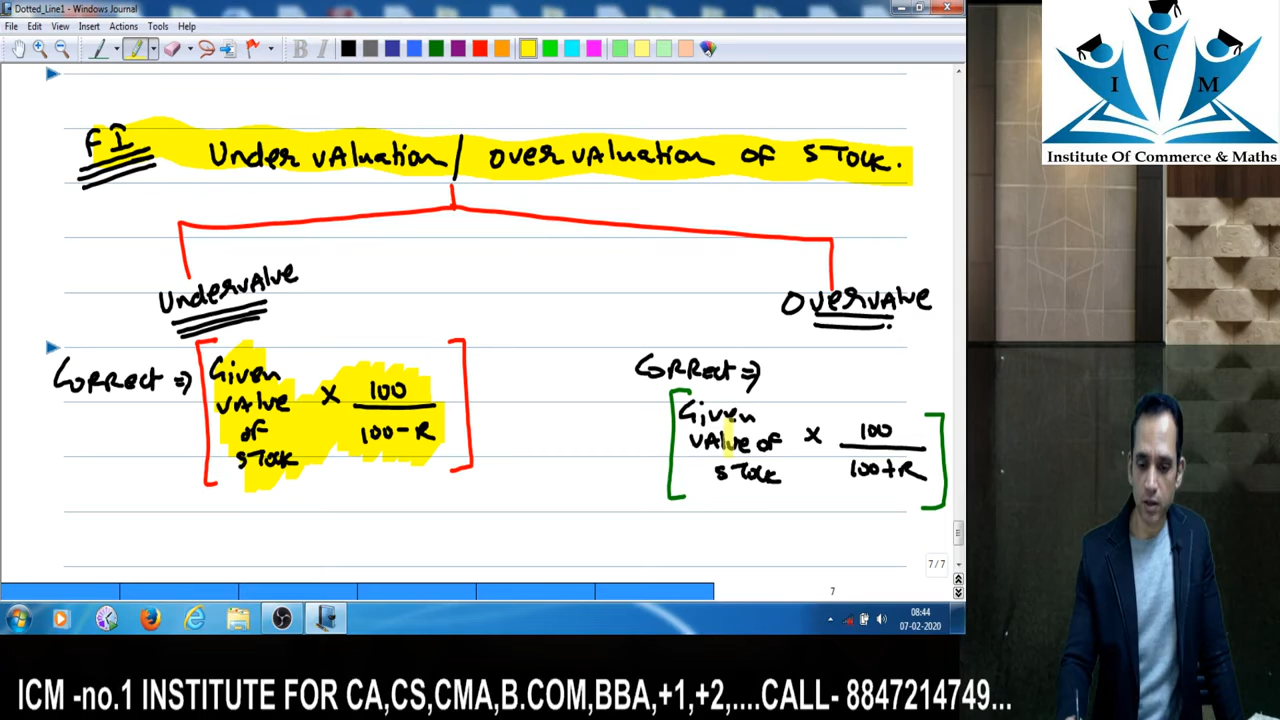 Dotted_Line1 - Windows Journal
File Edit View Insert Actions Tools Help
B I
I C M
Institute Of Commerce & Maths
FI Undervaluation / overvaluation of stock.
Undervalue
Overvalue
Correct ⇒ [Given value of stock × 100/100-R]
Correct ⇒
[Given value of stock × 100/100+R]
7/7
7
08:44
07-02-2020
ICM -no.1 INSTITUTE FOR CA,CS,CMA,B.COM,BBA,+1,+2,....CALL- 8847214749...